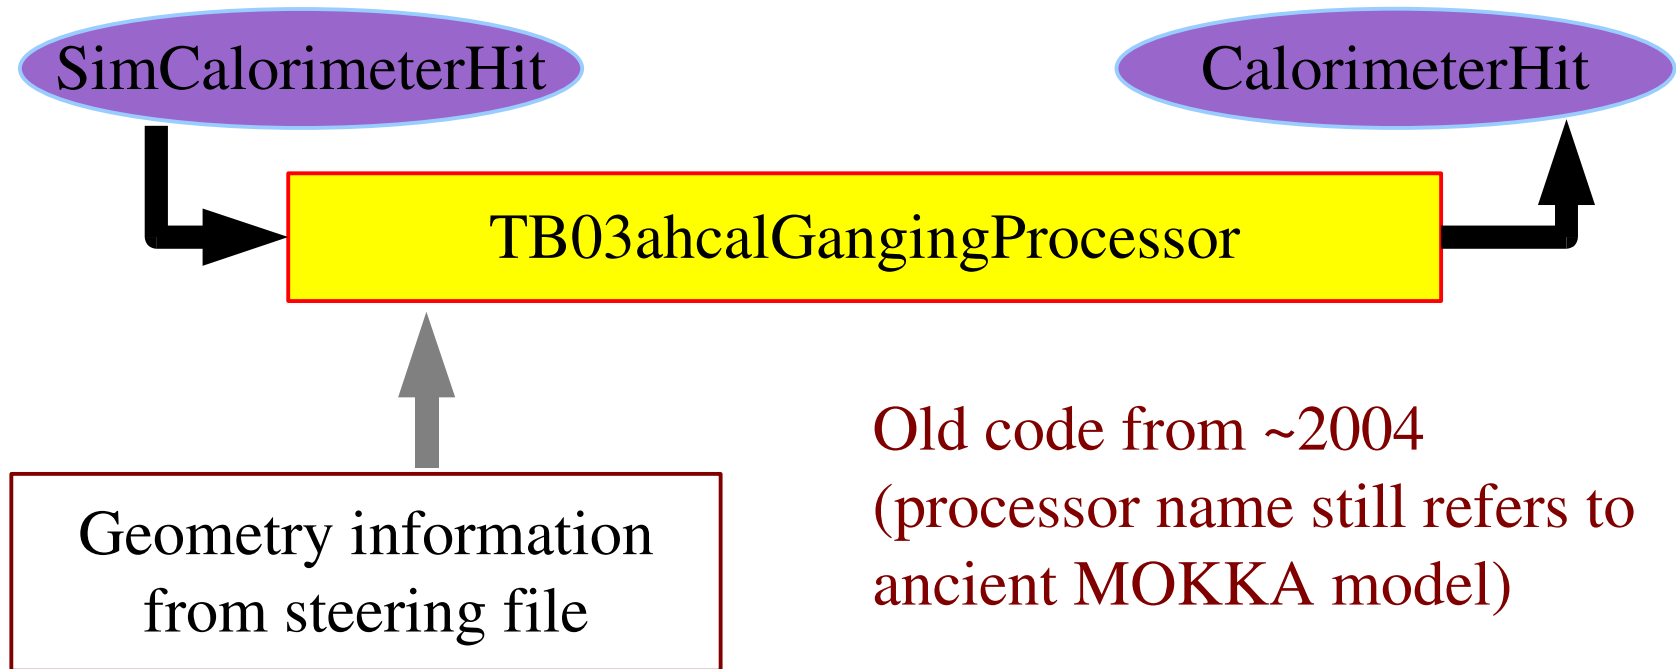 SimCalorimeterHit
CalorimeterHit
TB03ahcalGangingProcessor
Old code from ~2004
(processor name still refers to
ancient MOKKA model)
Geometry information
from steering file